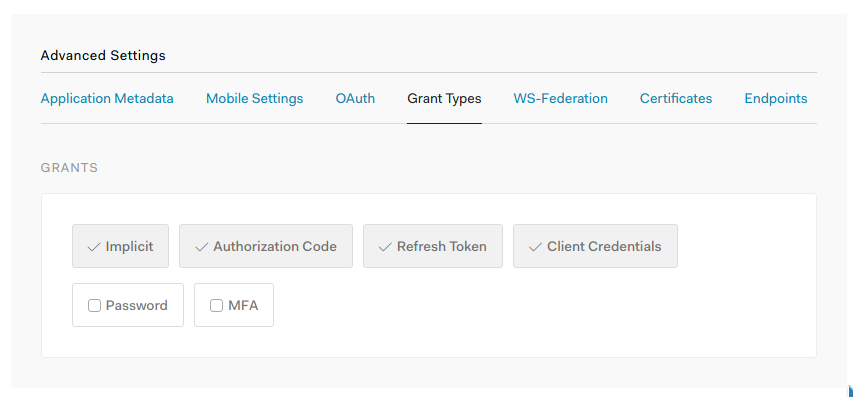 Advanced Settings
Application Metadata Mobile Settings OAuth Grant Types WS-Federation Certificates Endpoints
GRANTS
Implicit Authorization Code Refresh Token Client Credentials
Password MFA